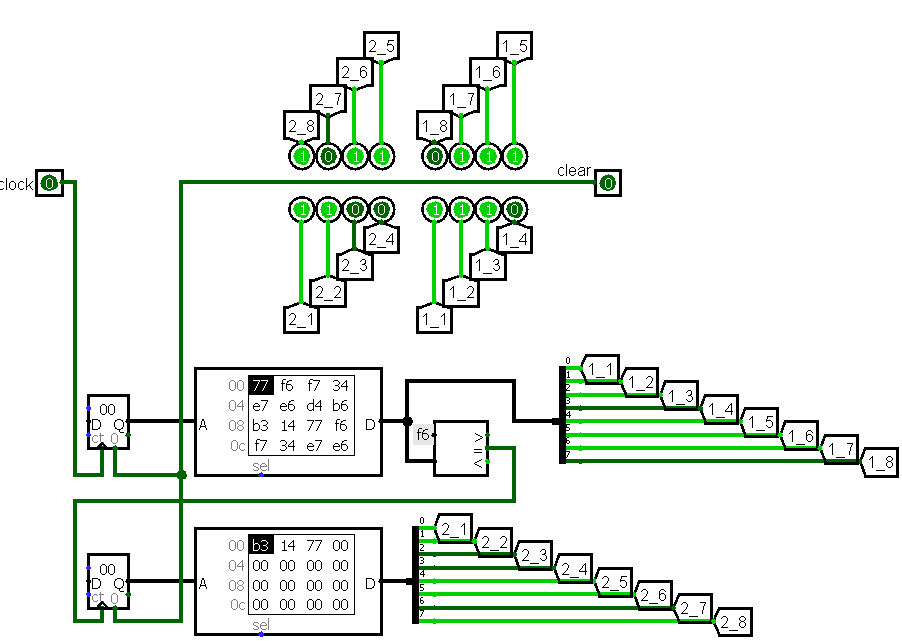 2_5 1_5
2_6 1_6
2_7 1_7
2_8 1_8
1 0 1 1 0 1 1 1
clock 0 clear 0
1 1 0 0 1 1 1 0
2_4 1_4
2_3 1_3
2_2 1_2
2_1 1_1
00
D Q
ct 0
A
00 77 f6 f7 34
04 e7 e6 d4 b6
08 b3 14 77 f6
0c f7 34 e7 e6
sel
D
f6
>
=
<
0 1_1
1 1_2
2 1_3
3 1_4
4 1_5
5 1_6
6 1_7
7 1_8
00
D Q
ct 0
A
00 b3 14 77 00
04 00 00 00 00
08 00 00 00 00
0c 00 00 00 00
sel
D
0 2_1
1 2_2
2 2_3
3 2_4
4 2_5
5 2_6
6 2_7
7 2_8